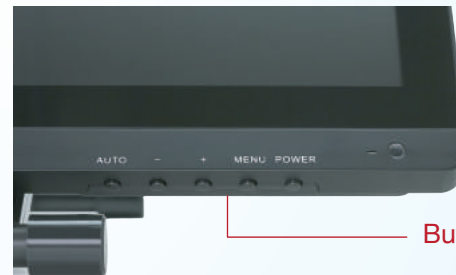 AUTO – + MENU POWER –
Bu